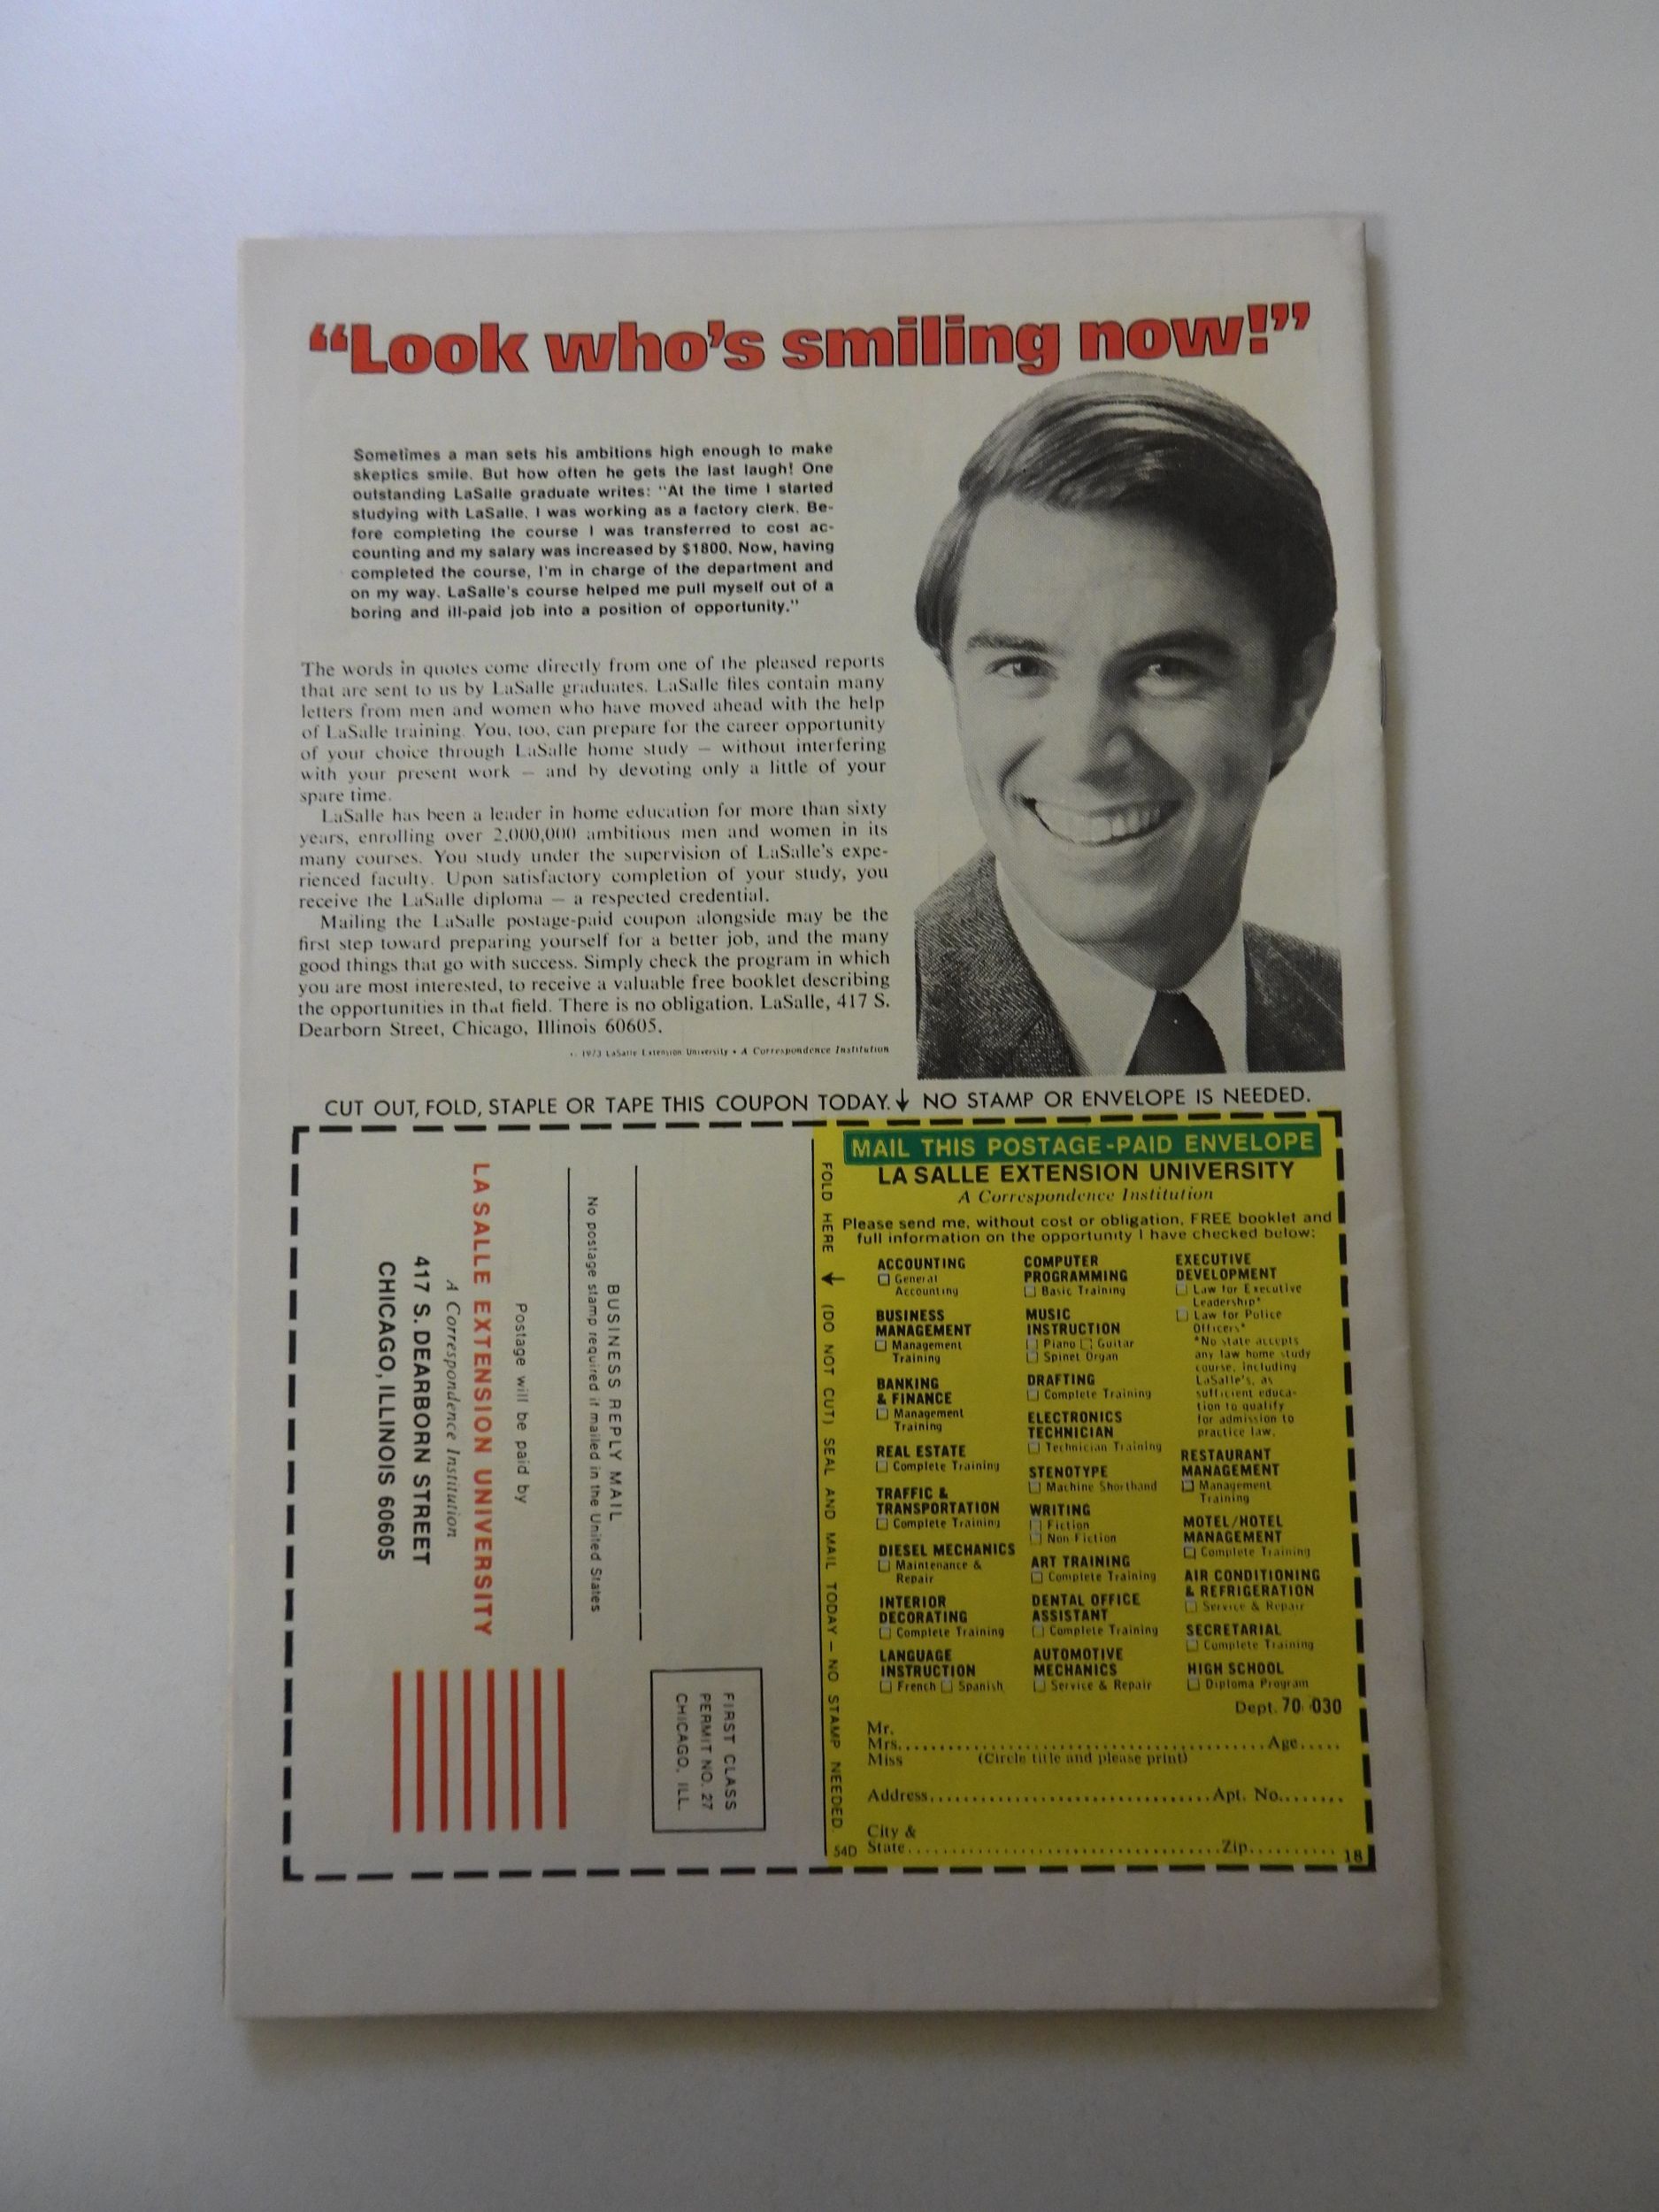 “Look who’s smiling now!”
Sometimes a man sets his ambitions high enough to make
skeptics smile. But how often he gets the last laugh! One
outstanding LaSalle graduate writes: "At the time I started
studying with LaSalle, I was working as a factory clerk. Be-
fore completing the course I was transferred to cost ac-
counting and my salary was increased by $1800. Now, having
completed the course, I'm in charge of the department and
on my way. LaSalle's course helped me pull myself out of a
boring and ill-paid job into a position of opportunity."
The words in quotes come directly from one of the pleased reports
that are sent to us by LaSalle graduates. LaSalle files contain many
letters from men and women who have moved ahead with the help
of LaSalle training. You, too, can prepare for the career opportunity
of your choice through LaSalle home study — without interfering
with your present work — and by devoting only a little of your
spare time.
LaSalle has been a leader in home education for more than sixty
years, enrolling over 2,000,000 ambitious men and women in its
many courses. You study under the supervision of LaSalle's expe-
rienced faculty. Upon satisfactory completion of your study, you
receive the LaSalle diploma — a respected credential.
Mailing the LaSalle postage-paid coupon alongside may be the
first step toward preparing yourself for a better job, and the many
good things that go with success. Simply check the program in which
you are most interested, to receive a valuable free booklet describing
the opportunities in that field. There is no obligation. LaSalle, 417 S.
Dearborn Street, Chicago, Illinois 60605.
© 1973 LaSalle Extension University • A Correspondence Institution
CUT OUT, FOLD, STAPLE OR TAPE THIS COUPON TODAY. ↓ NO STAMP OR ENVELOPE IS NEEDED.
FIRST CLASS
PERMIT NO. 27
CHICAGO, ILL.
BUSINESS REPLY MAIL
No postage stamp required if mailed in the United States
Postage will be paid by
LA SALLE EXTENSION UNIVERSITY
A Correspondence Institution
417 S. DEARBORN STREET
CHICAGO, ILLINOIS 60605
FOLD HERE ↓ (DO NOT CUT) SEAL AND MAIL TODAY — NO STAMP NEEDED.
MAIL THIS POSTAGE-PAID ENVELOPE
LA SALLE EXTENSION UNIVERSITY
A Correspondence Institution
Please send me, without cost or obligation, FREE booklet and
full information on the opportunity I have checked below:
ACCOUNTING
☐ General
Accounting
BUSINESS
MANAGEMENT
☐ Management
Training
BANKING
& FINANCE
☐ Management
Training
REAL ESTATE
☐ Complete Training
TRAFFIC &
TRANSPORTATION
☐ Complete Training
DIESEL MECHANICS
☐ Maintenance &
Repair
INTERIOR
DECORATING
☐ Complete Training
LANGUAGE
INSTRUCTION
☐ French ☐ Spanish
COMPUTER
PROGRAMMING
☐ Basic Training
MUSIC
INSTRUCTION
☐ Piano ☐ Guitar
☐ Spinet Organ
DRAFTING
☐ Complete Training
ELECTRONICS
TECHNICIAN
☐ Technician Training
STENOTYPE
☐ Machine Shorthand
WRITING
☐ Fiction
☐ Non Fiction
ART TRAINING
☐ Complete Training
DENTAL OFFICE
ASSISTANT
☐ Complete Training
AUTOMOTIVE
MECHANICS
☐ Service & Repair
EXECUTIVE
DEVELOPMENT
☐ Law for Executive
Leadership*
☐ Law for Police
Officers*
*No state accepts
any law home study
course, including
LaSalle's, as
sufficient educa-
tion to qualify
for admission to
practice law.
RESTAURANT
MANAGEMENT
☐ Management
Training
MOTEL/HOTEL
MANAGEMENT
☐ Complete Training
AIR CONDITIONING
& REFRIGERATION
☐ Service & Repair
SECRETARIAL
☐ Complete Training
HIGH SCHOOL
☐ Diploma Program
Dept. 70-030
Mr.
Mrs. Age
Miss (Circle title and please print)
Address Apt. No.
City &
State Zip
54D
18